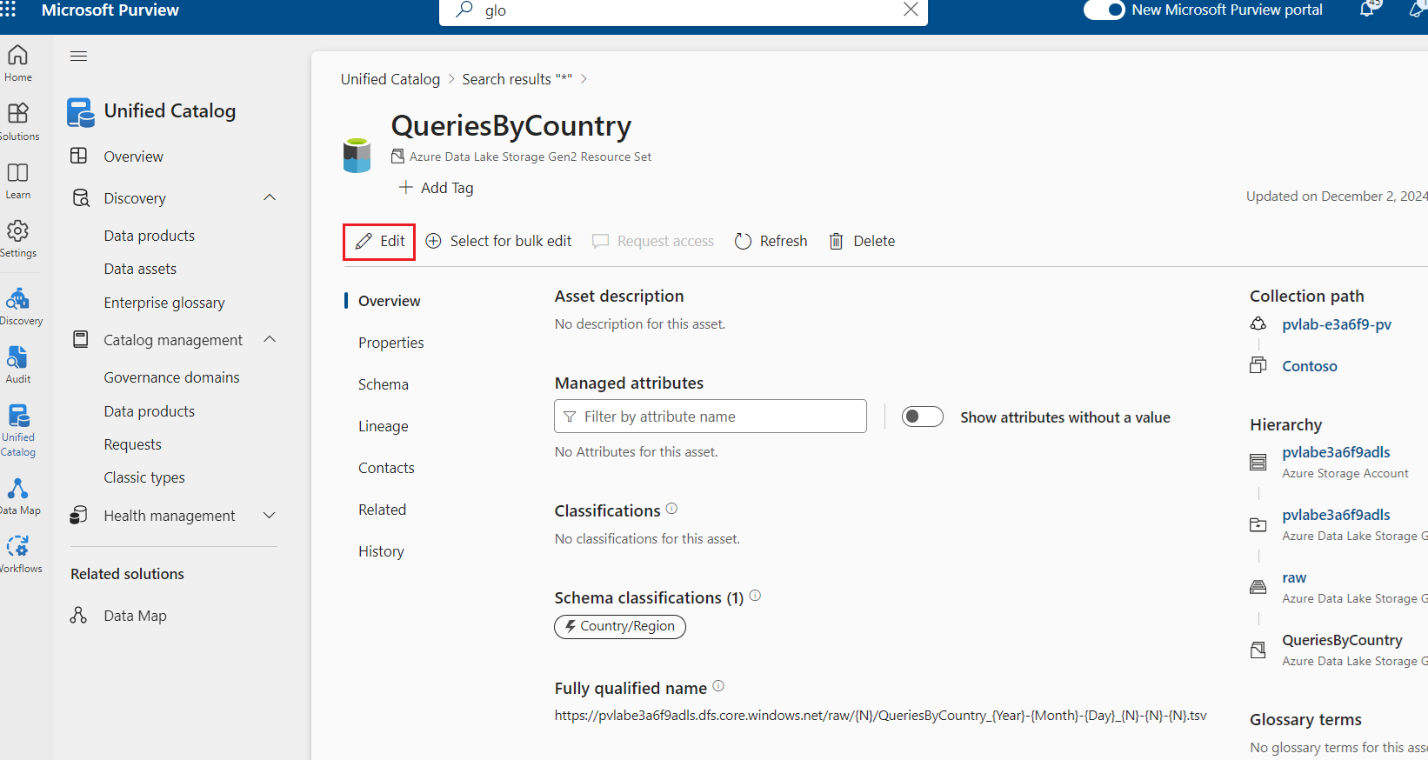 Microsoft Purview
glo
New Microsoft Purview portal
Home
Solutions
Learn
Settings
Discovery
Audit
Unified
Catalog
Data Map
Workflows
Unified Catalog
Overview
Discovery
Data products
Data assets
Enterprise glossary
Catalog management
Governance domains
Data products
Requests
Classic types
Health management
Related solutions
Data Map
Unified Catalog > Search results "*" >
QueriesByCountry
Azure Data Lake Storage Gen2 Resource Set
Add Tag
Updated on December 2, 2024
Edit
Select for bulk edit
Request access
Refresh
Delete
Overview
Properties
Schema
Lineage
Contacts
Related
History
Asset description
No description for this asset.
Managed attributes
Filter by attribute name
Show attributes without a value
No Attributes for this asset.
Classifications
No classifications for this asset.
Schema classifications (1)
Country/Region
Fully qualified name
https://pvlabe3a6f9adls.dfs.core.windows.net/raw/{N}/QueriesByCountry_{Year}-{Month}-{Day}_{N}-{N}-{N}.tsv
Collection path
pvlab-e3a6f9-pv
Contoso
Hierarchy
pvlabe3a6f9adls
Azure Storage Account
pvlabe3a6f9adls
Azure Data Lake Storage G
raw
Azure Data Lake Storage G
QueriesByCountry
Azure Data Lake Storage G
Glossary terms
No glossary terms for this asse